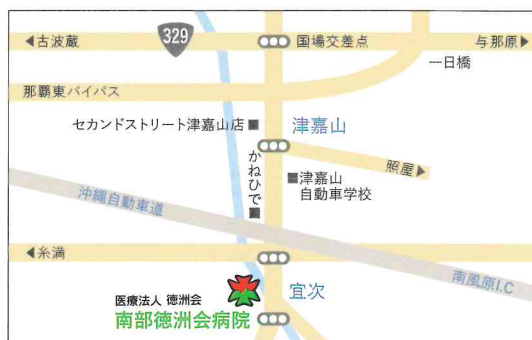 ◀古波蔵
329
国場交差点
与那原▶
一日橋
那覇東バイパス
セカンドストリート津嘉山店
津嘉山
かねひで
照屋▶
津嘉山
自動車学校
沖縄自動車道
◀糸満
南風原I.C
宜次
医療法人 徳洲会
南部徳洲会病院